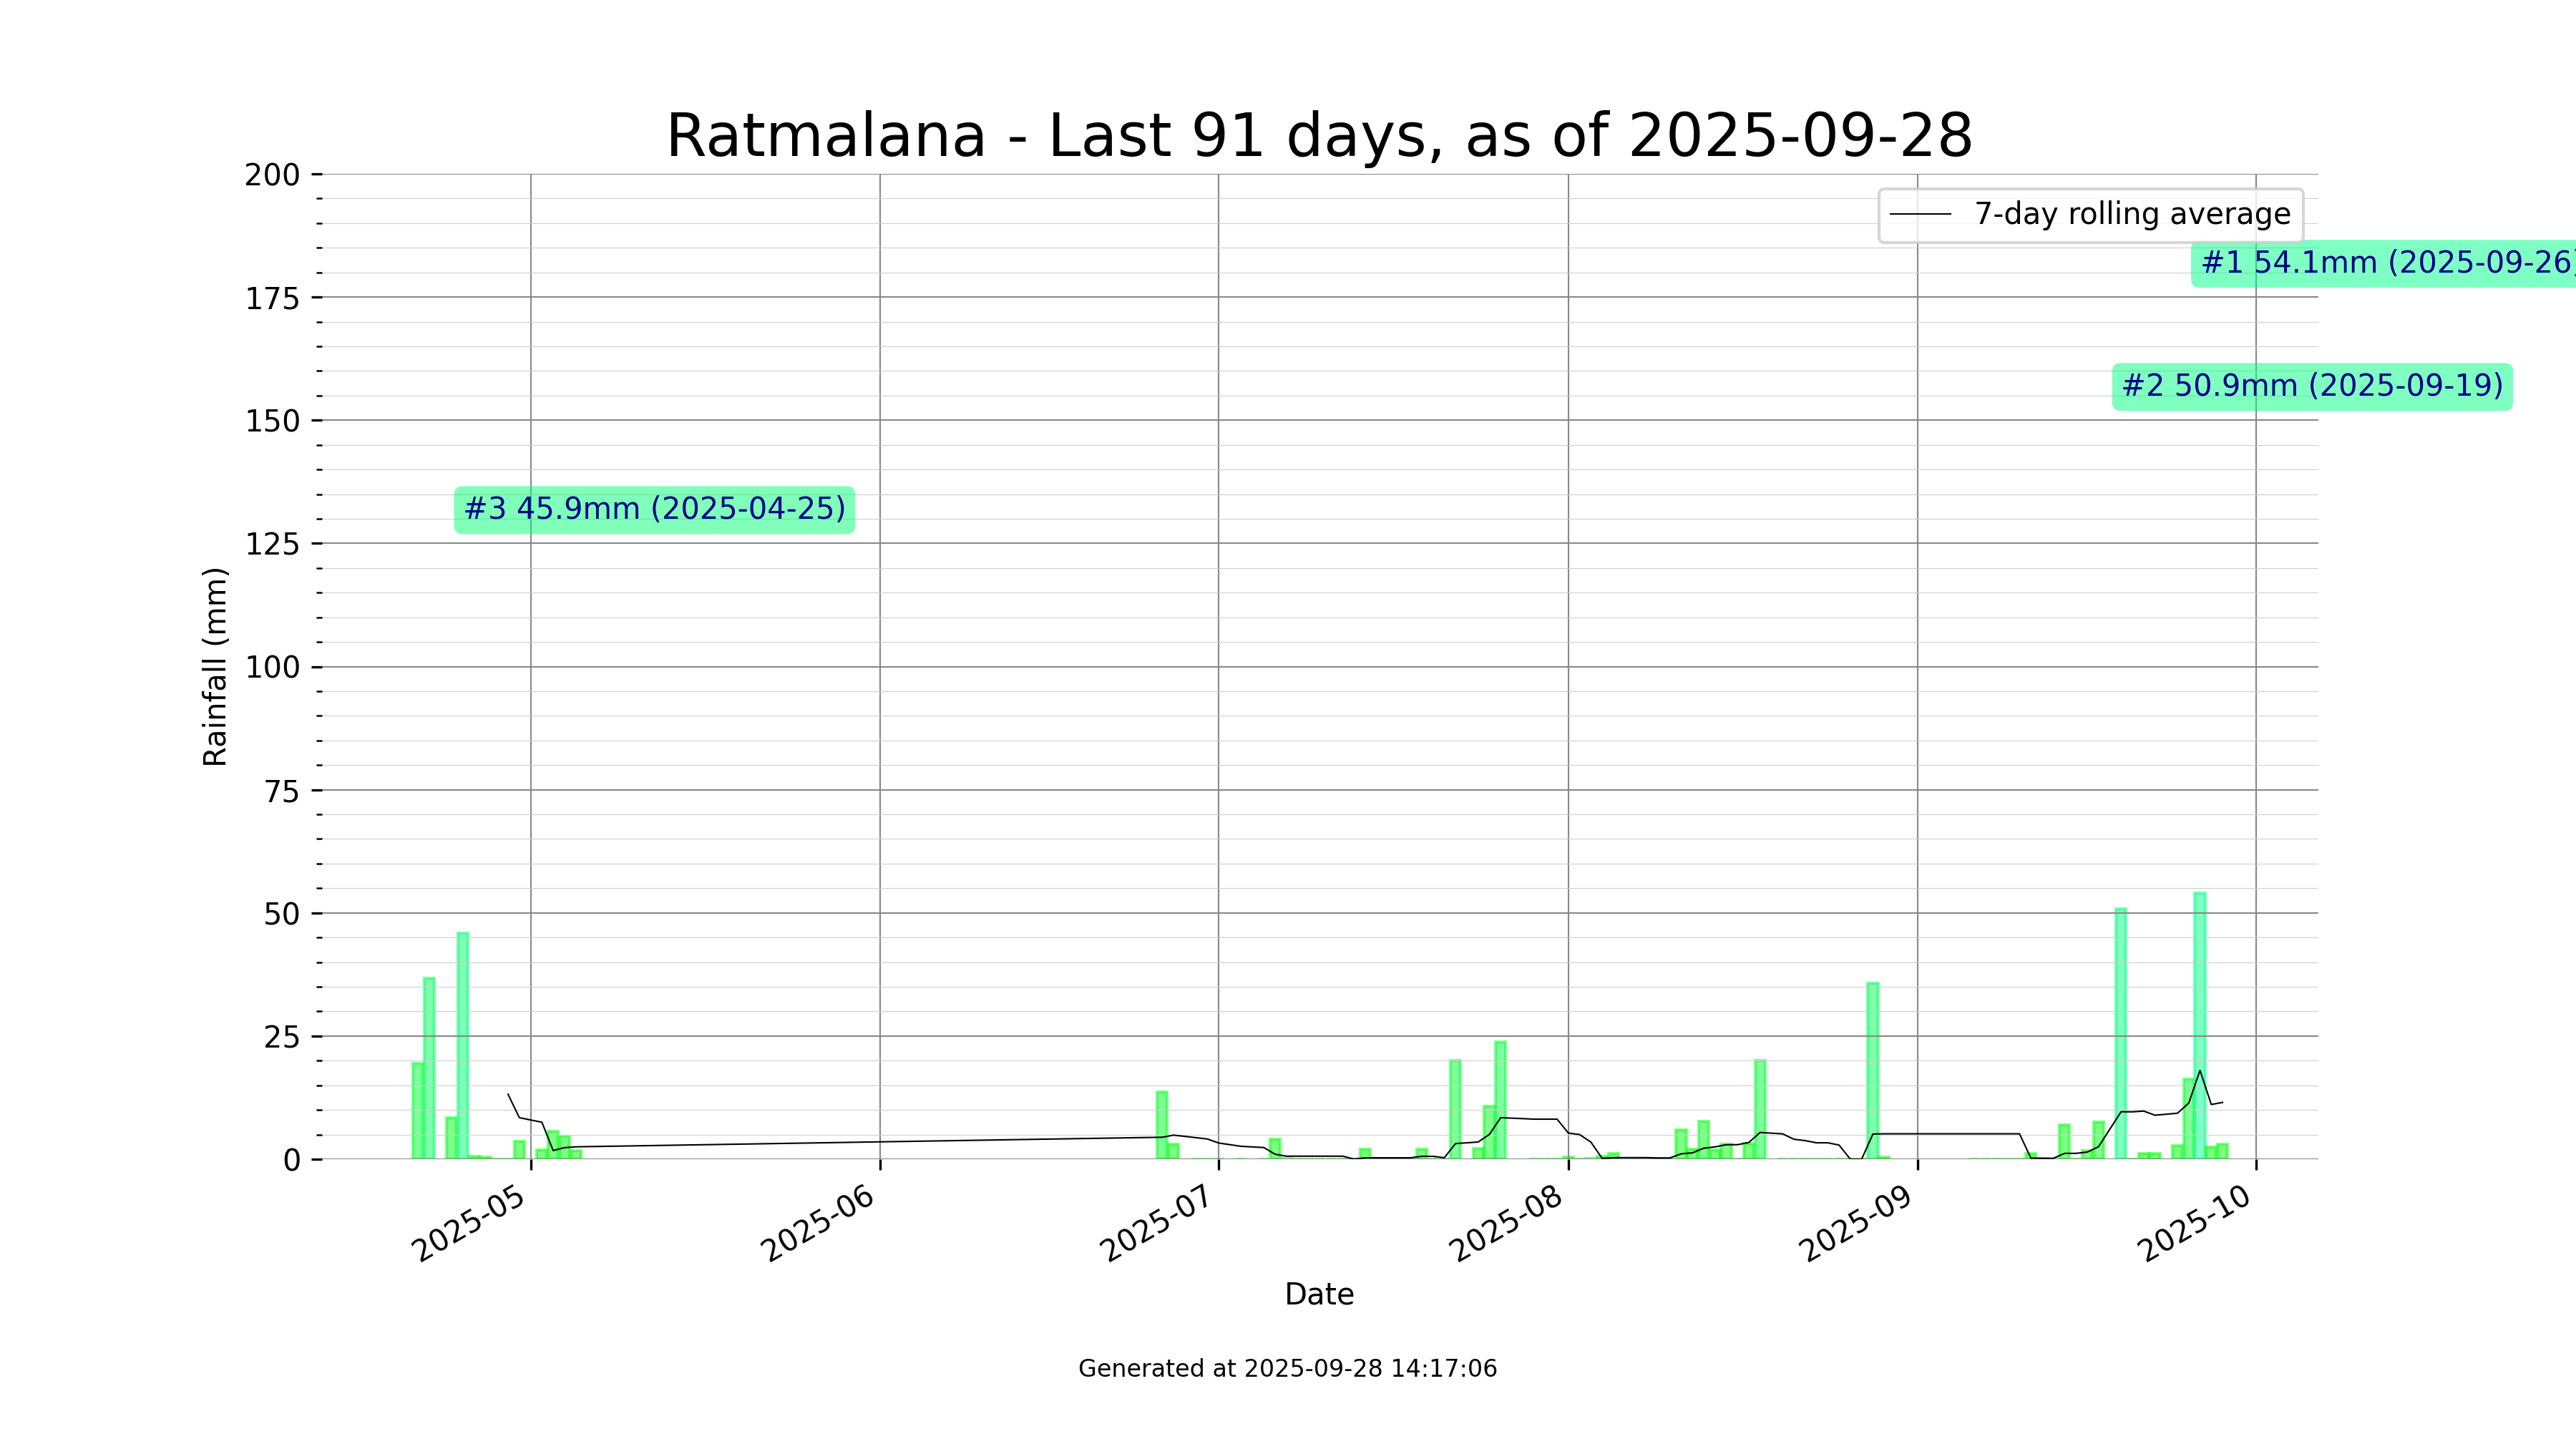 Ratmalana - Last 91 days, as of 2025-09-28
200
175
150
125
100
75
50
25
0
Rainfall (mm)
7-day rolling average
#1 54.1mm (2025-09-26)
#2 50.9mm (2025-09-19)
#3 45.9mm (2025-04-25)
2025-05
2025-06
2025-07
2025-08
2025-09
2025-10
Date
Generated at 2025-09-28 14:17:06